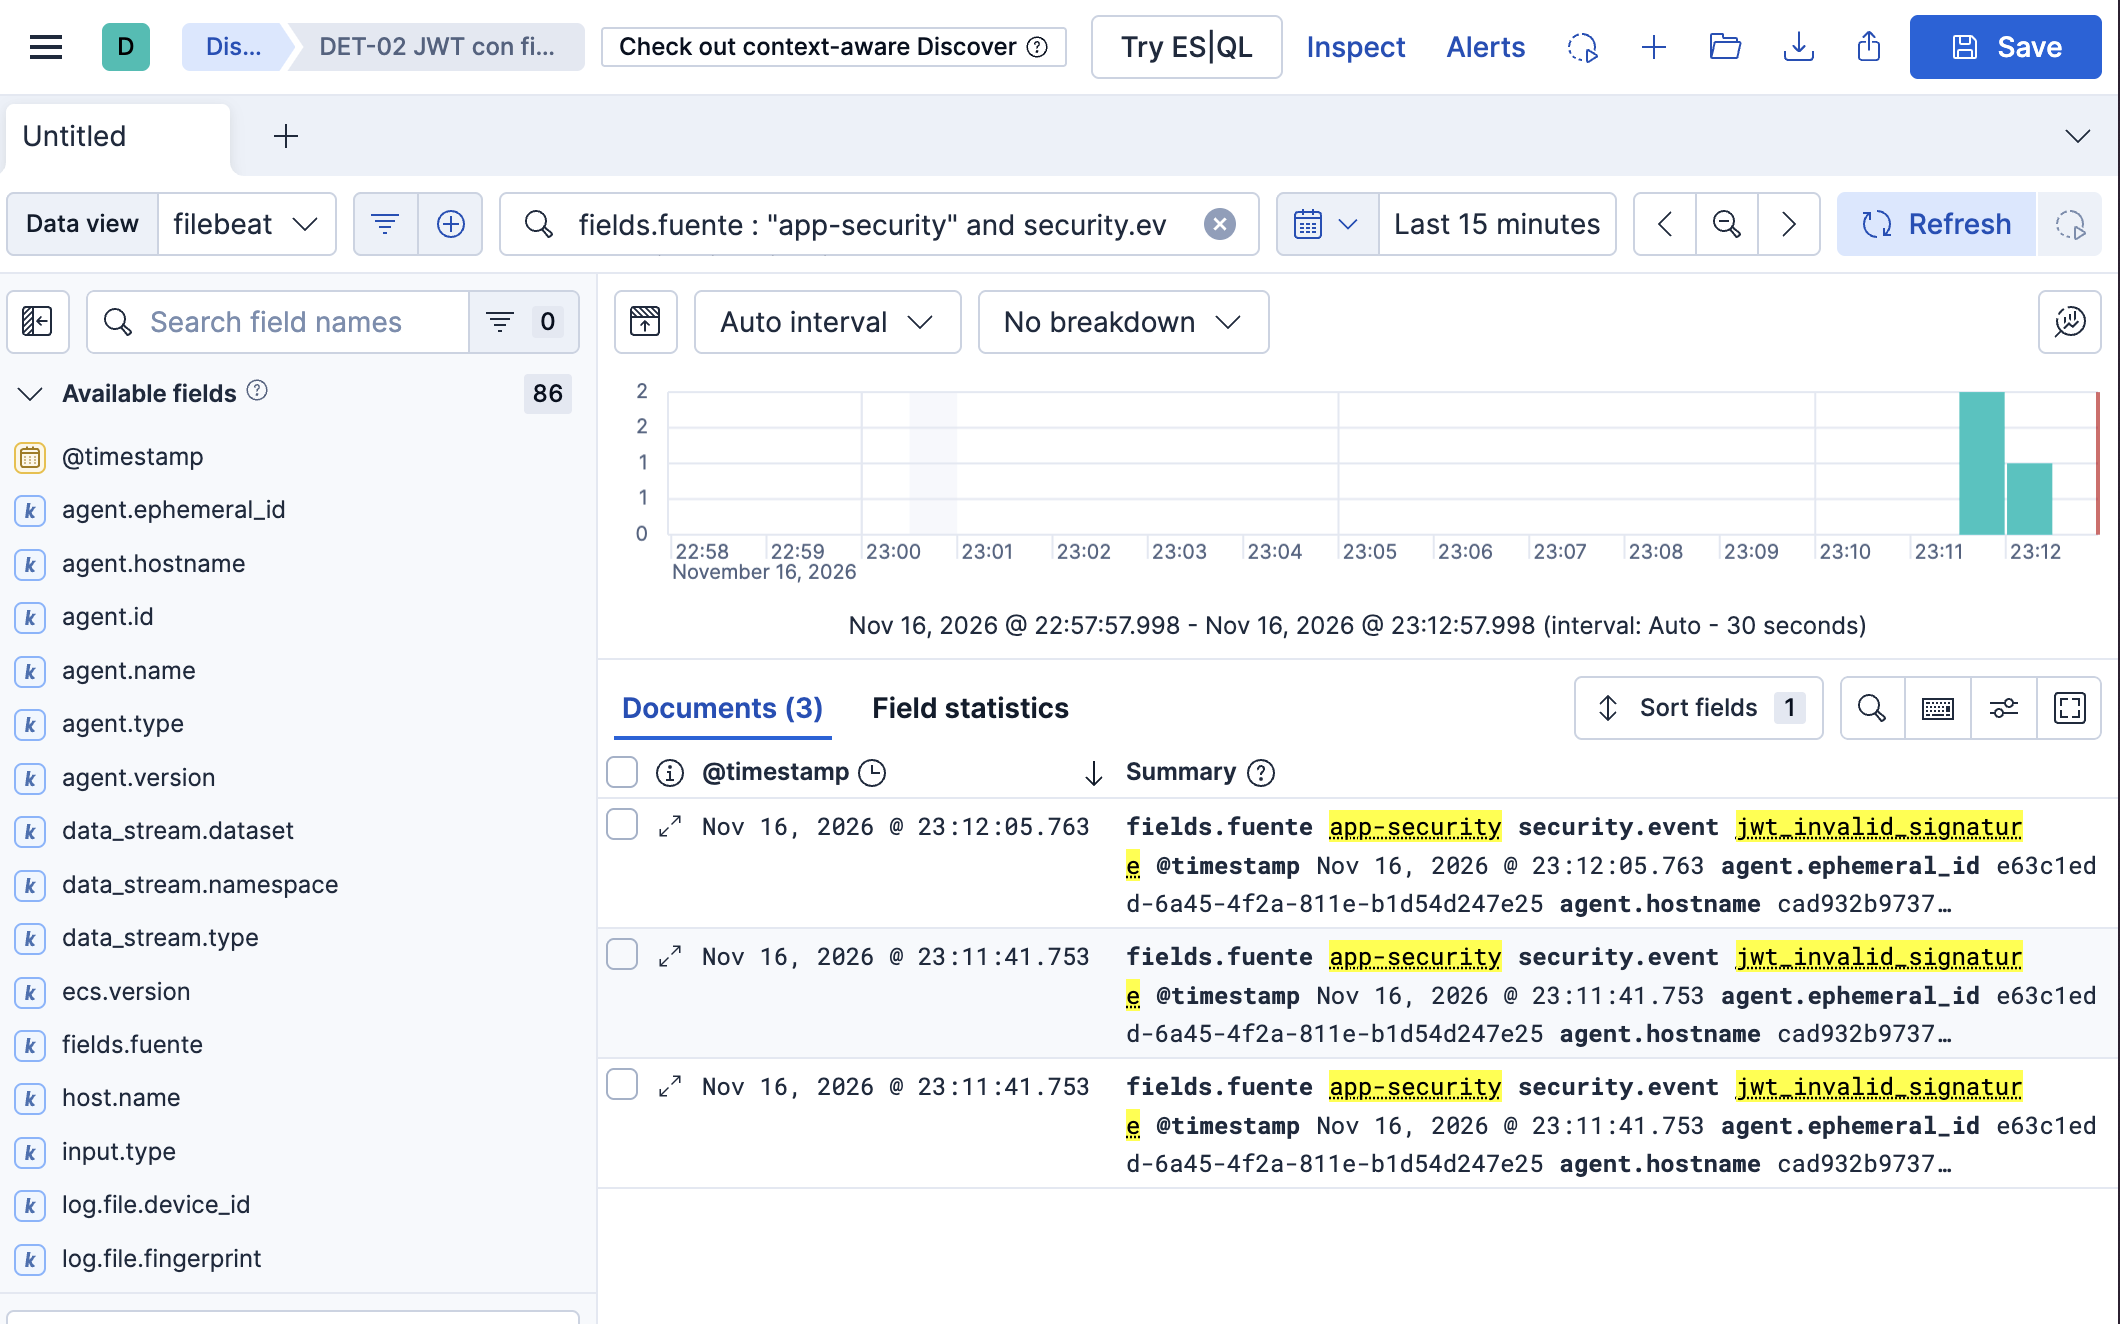 D Dis... DET-02 JWT con fi... Check out context-aware Discover Try ES|QL Inspect Alerts Save
Untitled
Data view filebeat fields.fuente : "app-security" and security.ev Last 15 minutes Refresh
Search field names 0 Auto interval No breakdown
Available fields 86
@timestamp
agent.ephemeral_id
agent.hostname
agent.id
agent.name
agent.type
agent.version
data_stream.dataset
data_stream.namespace
data_stream.type
ecs.version
fields.fuente
host.name
input.type
log.file.device_id
log.file.fingerprint
2
2
1
1
0
22:58 22:59 23:00 23:01 23:02 23:03 23:04 23:05 23:06 23:07 23:08 23:09 23:10 23:11 23:12
November 16, 2026
Nov 16, 2026 @ 22:57:57.998 - Nov 16, 2026 @ 23:12:57.998 (interval: Auto - 30 seconds)
Documents (3) Field statistics Sort fields 1
@timestamp Summary
Nov 16, 2026 @ 23:12:05.763 fields.fuente app-security security.event jwt_invalid_signatur
e @timestamp Nov 16, 2026 @ 23:12:05.763 agent.ephemeral_id e63c1ed
d-6a45-4f2a-811e-b1d54d247e25 agent.hostname cad932b9737…
Nov 16, 2026 @ 23:11:41.753 fields.fuente app-security security.event jwt_invalid_signatur
e @timestamp Nov 16, 2026 @ 23:11:41.753 agent.ephemeral_id e63c1ed
d-6a45-4f2a-811e-b1d54d247e25 agent.hostname cad932b9737…
Nov 16, 2026 @ 23:11:41.753 fields.fuente app-security security.event jwt_invalid_signatur
e @timestamp Nov 16, 2026 @ 23:11:41.753 agent.ephemeral_id e63c1ed
d-6a45-4f2a-811e-b1d54d247e25 agent.hostname cad932b9737…